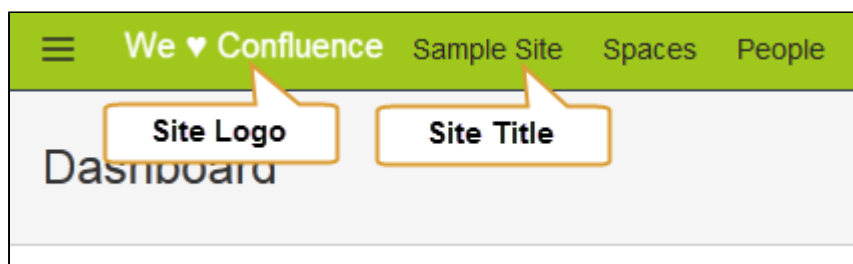 We ♥ Confluence Sample Site Spaces People
Site Logo Site Title
Dashboard